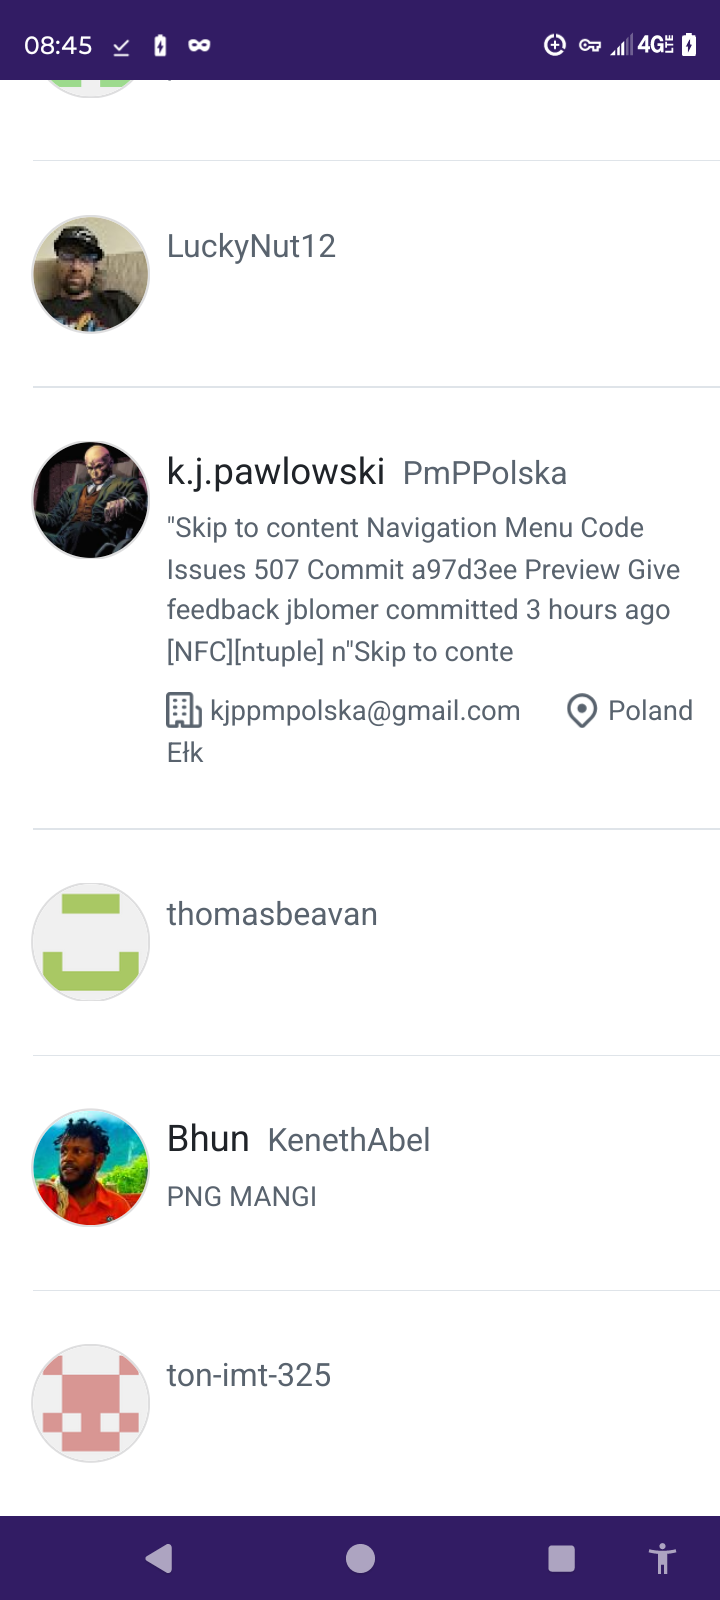 08:45
4G LTE
LuckyNut12
k.j.pawlowski PmPPolska
"Skip to content Navigation Menu Code
Issues 507 Commit a97d3ee Preview Give
feedback jblomer committed 3 hours ago
[NFC][ntuple] n"Skip to conte
kjppmpolska@gmail.com Poland
Ełk
thomasbeavan
Bhun KenethAbel
PNG MANGI
ton-imt-325